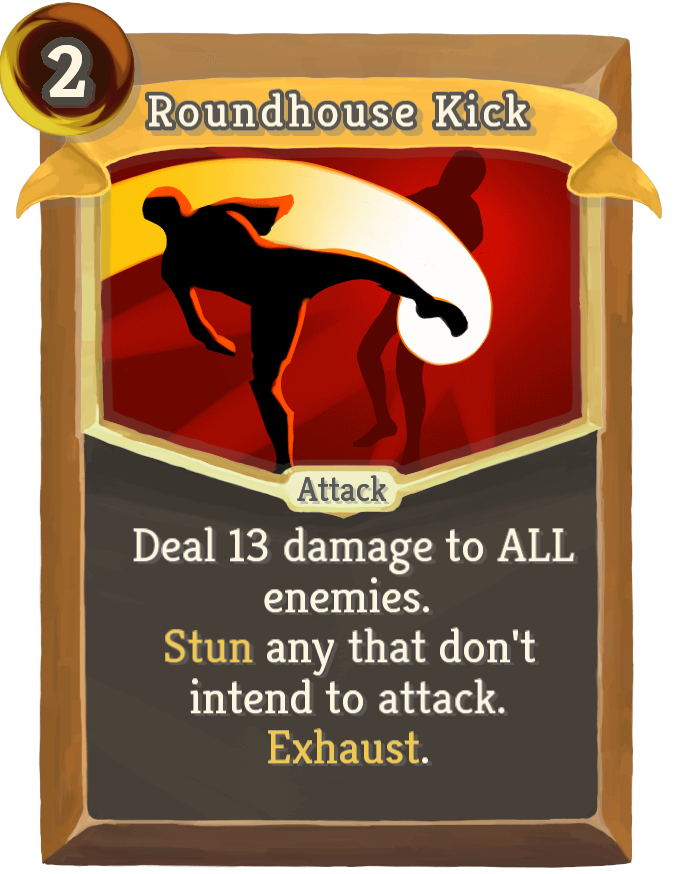 2
Roundhouse Kick
Attack
Deal 13 damage to ALL
enemies.
Stun any that don't
intend to attack.
Exhaust.